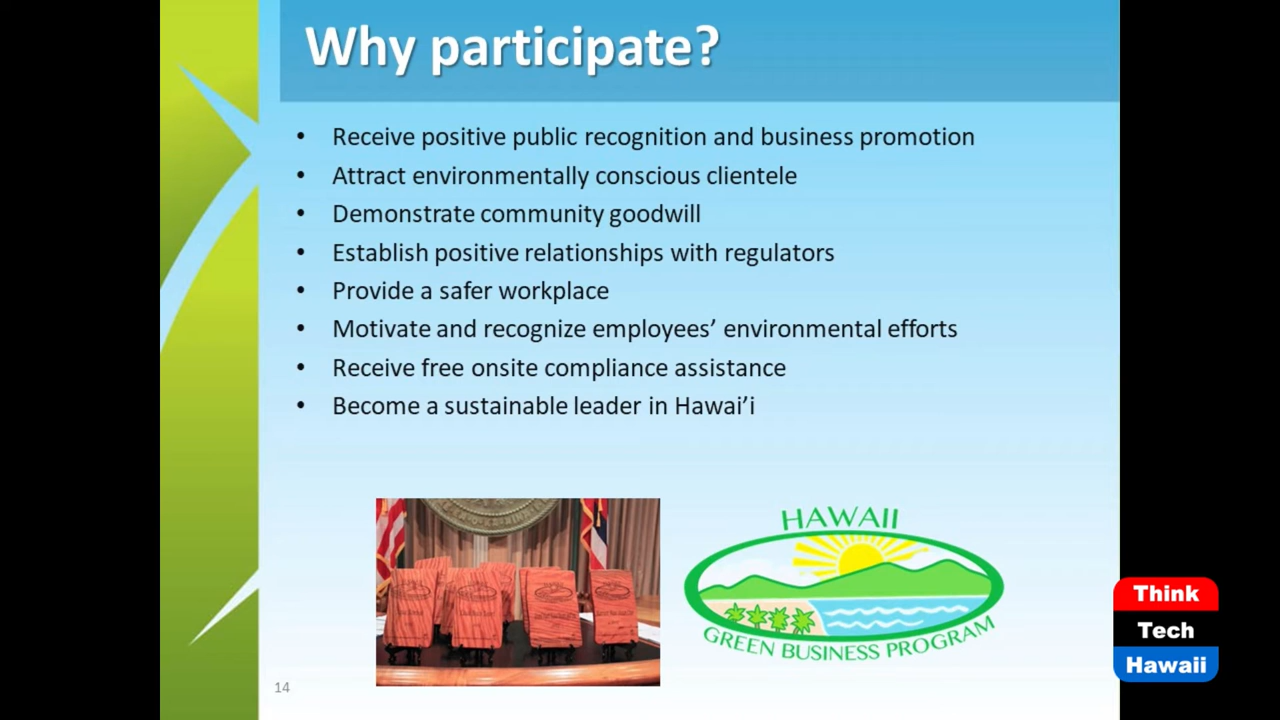 Why participate?
• Receive positive public recognition and business promotion
• Attract environmentally conscious clientele
• Demonstrate community goodwill
• Establish positive relationships with regulators
• Provide a safer workplace
• Motivate and recognize employees’ environmental efforts
• Receive free onsite compliance assistance
• Become a sustainable leader in Hawai’i
HAWAII
GREEN BUSINESS PROGRAM
Think
Tech
Hawaii
14